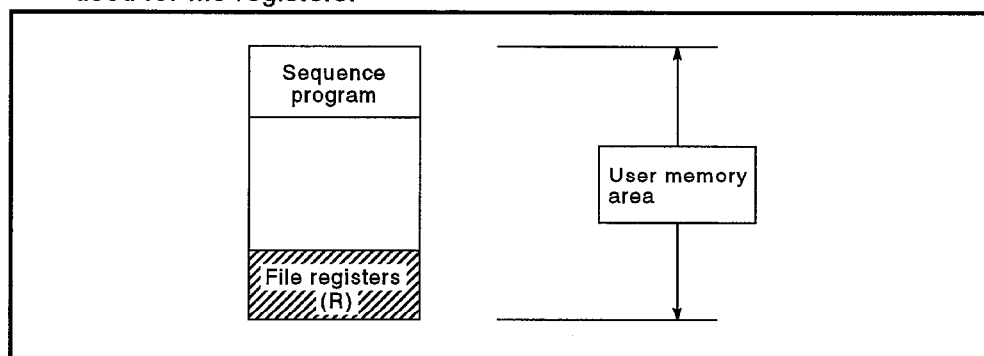 used for file registers.
Sequence
program
User memory
area
File registers
(R)